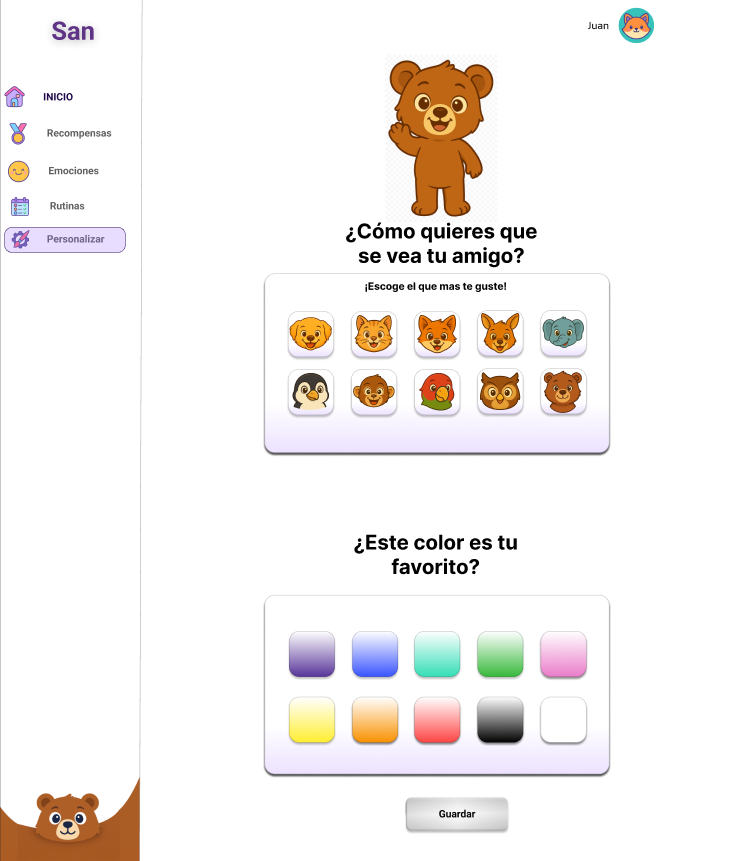 San
Juan
INICIO
Recompensas
Emociones
Rutinas
Personalizar
¿Cómo quieres que
se vea tu amigo?
¡Escoge el que mas te guste!
¿Este color es tu
favorito?
Guardar